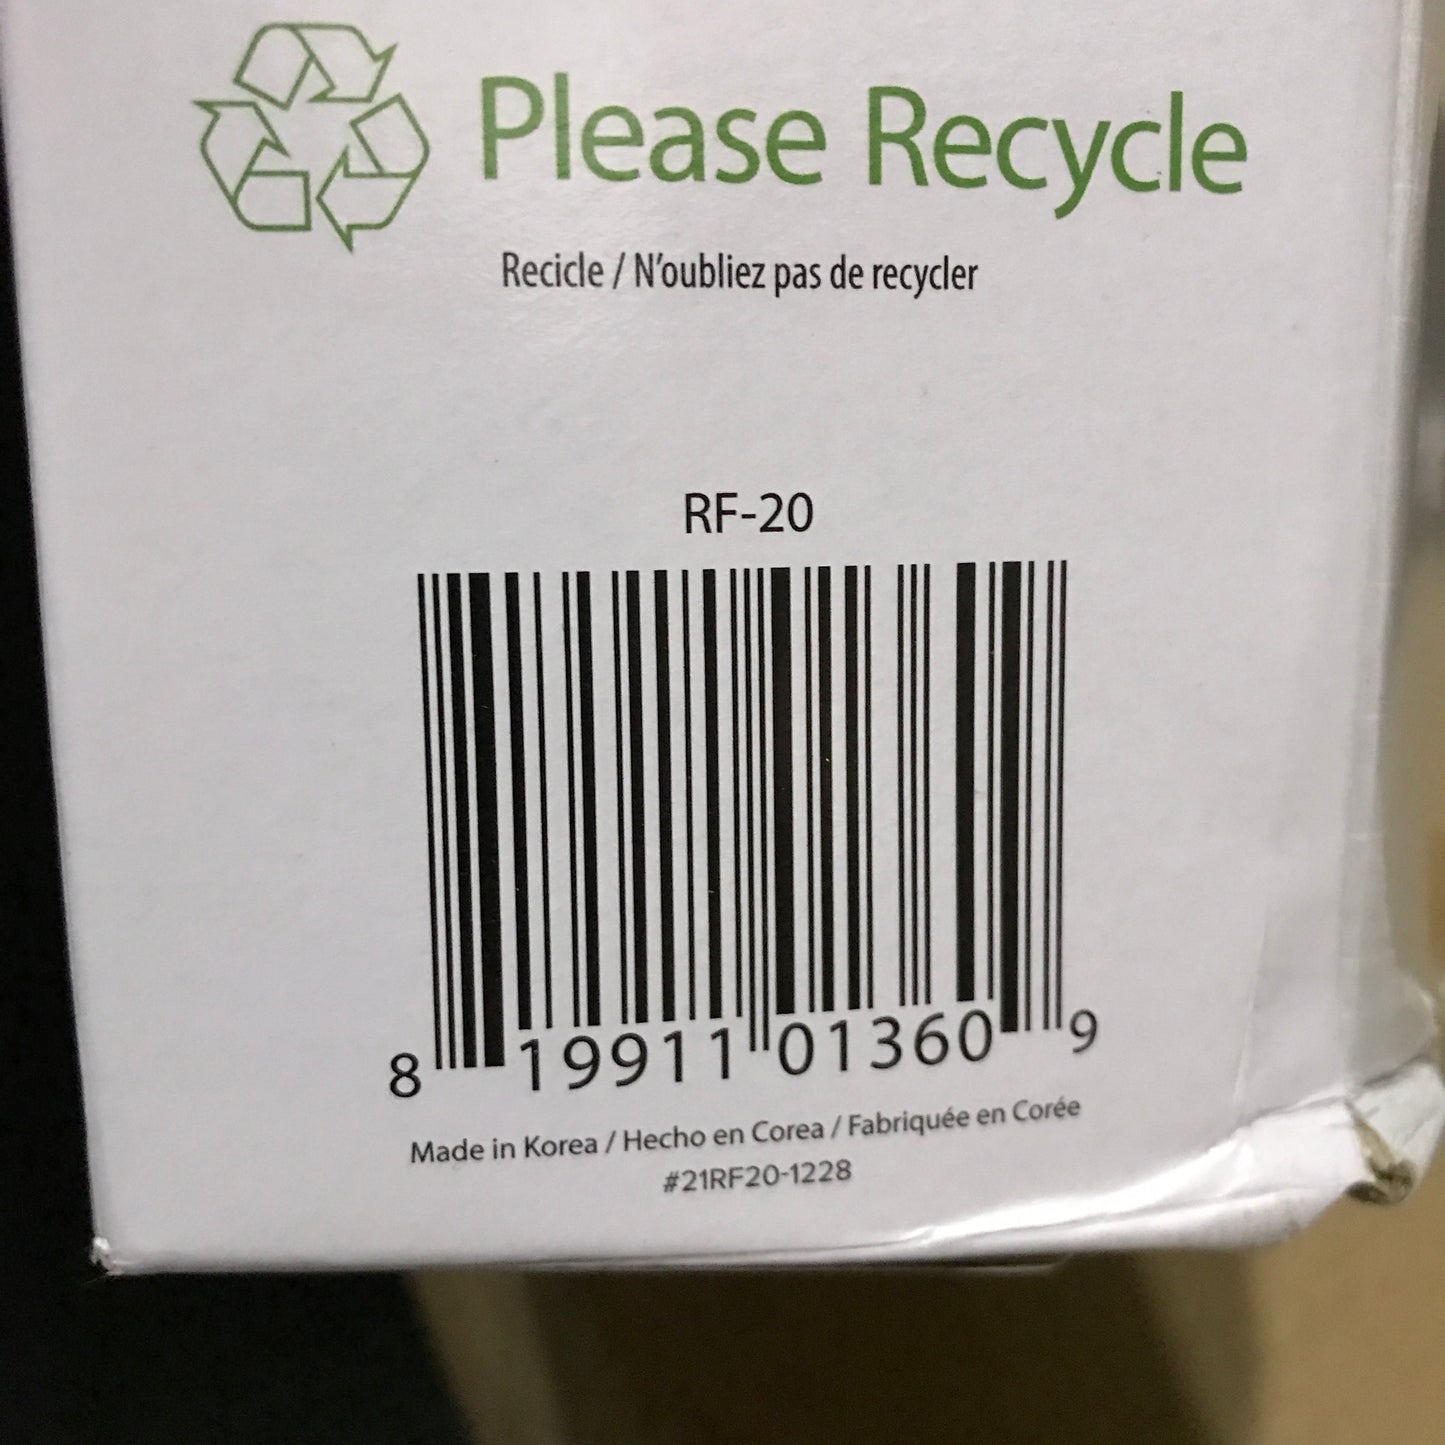 Please Recycle
Recicle / N'oubliez pas de recycler
RF-20
8 19911 01360 9
Made in Korea / Hecho en Corea / Fabriquée en Corée
#21RF20-1228